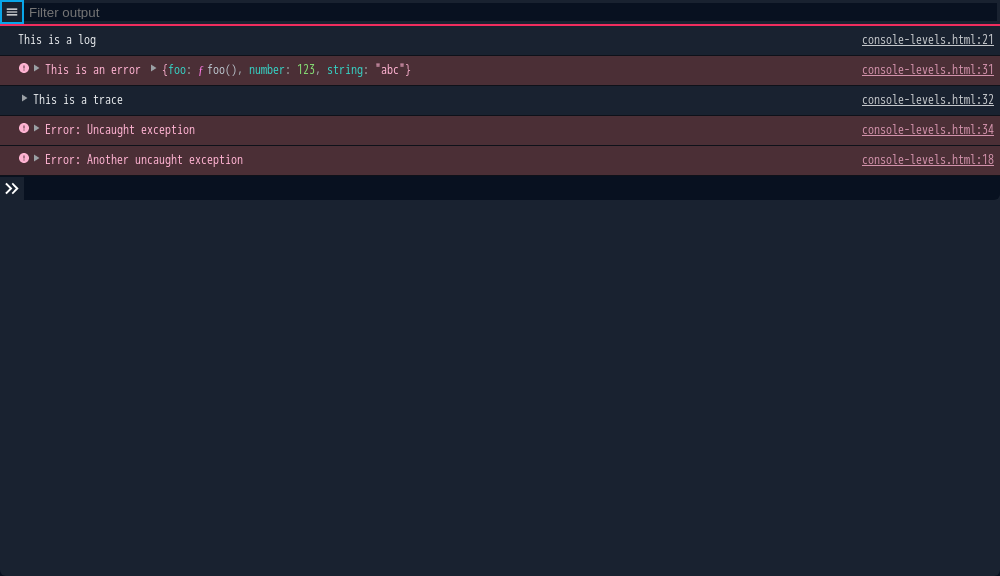 Filter output
This is a log console-levels.html:21
This is an error {foo: ƒ foo(), number: 123, string: "abc"} console-levels.html:31
This is a trace console-levels.html:32
Error: Uncaught exception console-levels.html:34
Error: Another uncaught exception console-levels.html:18